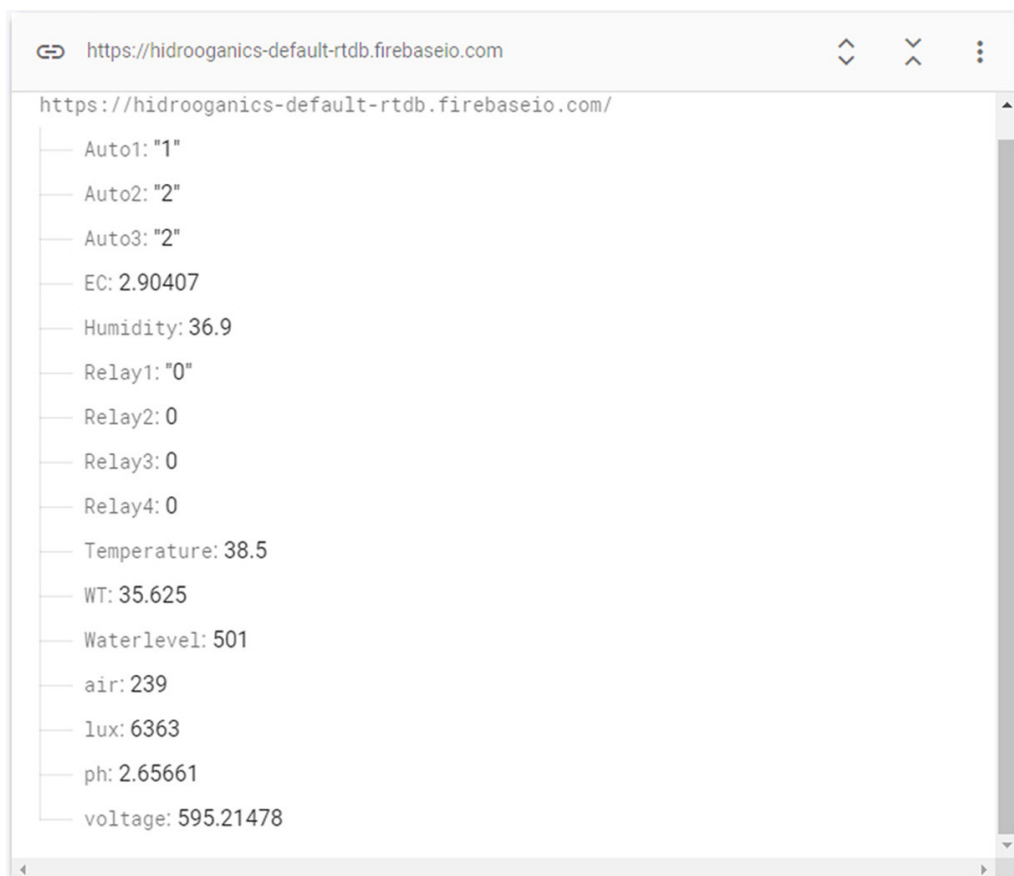 https://hidrooganics-default-rtdb.firebaseio.com
https://hidrooganics-default-rtdb.firebaseio.com/
Auto1: "1"
Auto2: "2"
Auto3: "2"
EC: 2.90407
Humidity: 36.9
Relay1: "0"
Relay2: 0
Relay3: 0
Relay4: 0
Temperature: 38.5
WT: 35.625
Waterlevel: 501
air: 239
lux: 6363
ph: 2.65661
voltage: 595.21478